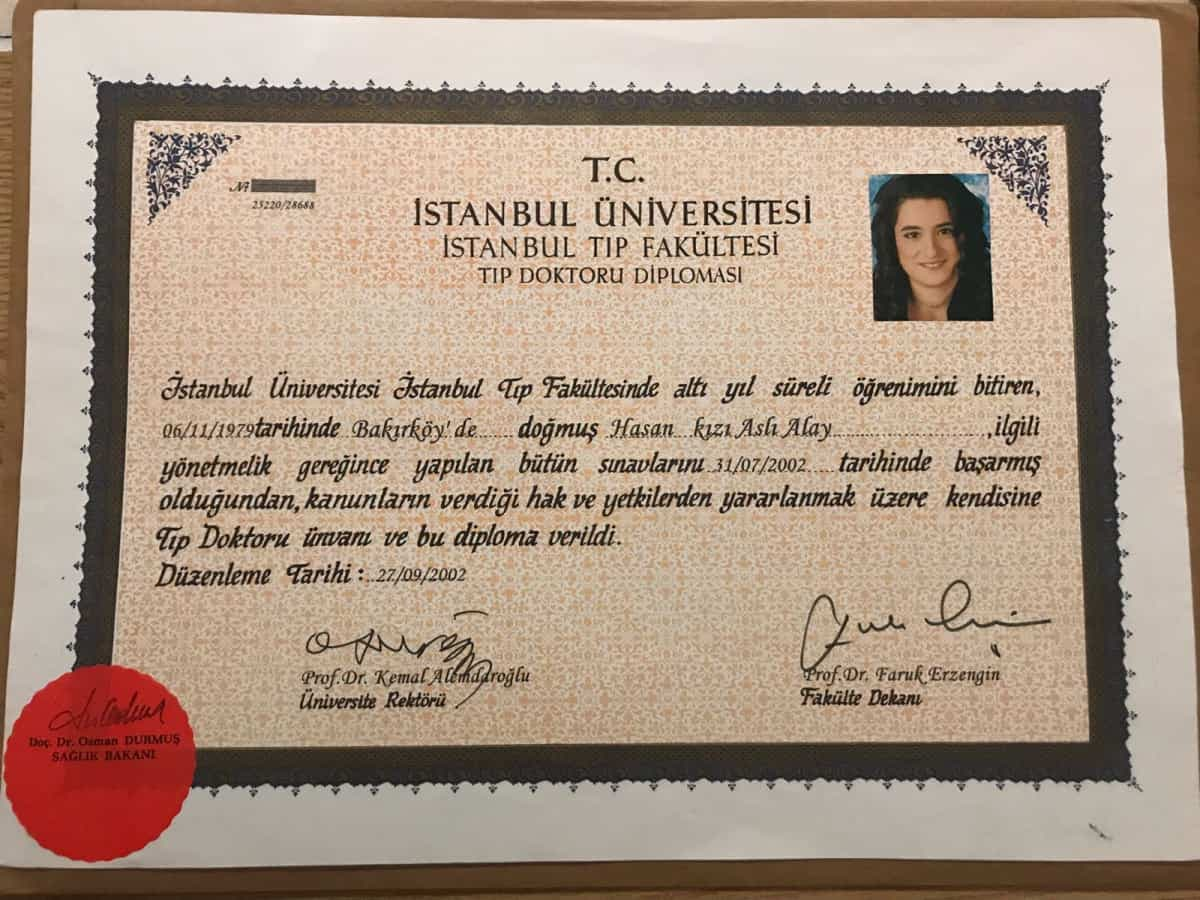 T.C.
İSTANBUL ÜNİVERSİTESİ
İSTANBUL TIP FAKÜLTESİ
TIP DOKTORU DİPLOMASI
Nº
25220/28688
İstanbul Üniversitesi İstanbul Tıp Fakültesinde altı yıl süreli öğrenimini bitiren,
06/11/1979 tarihinde Bakırköy'de...... doğmuş Hasan kızı Aslı Alay......................,ilgili
yönetmelik gereğince yapılan bütün sınavlarını 31/07/2002.... tarihinde başarmış
olduğundan, kanunların verdiği hak ve yetkilerden yararlanmak üzere kendisine
Tıp Doktoru ünvanı ve bu diploma verildi.
Düzenleme Tarihi : ..27/09/2002
Prof.Dr. Kemal Alemdaroğlu
Üniversite Rektörü
Prof.Dr. Faruk Erzengin
Fakülte Dekanı
Doç. Dr. Osman DURMUŞ
SAĞLIK BAKANI